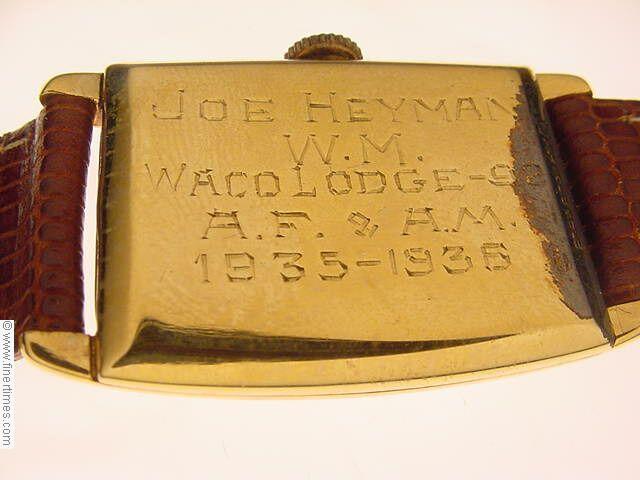 JOE HEYMAN
W.M.
WACO LODGE-92
A.F. & A.M.
1935-1936
© www.finertimes.com